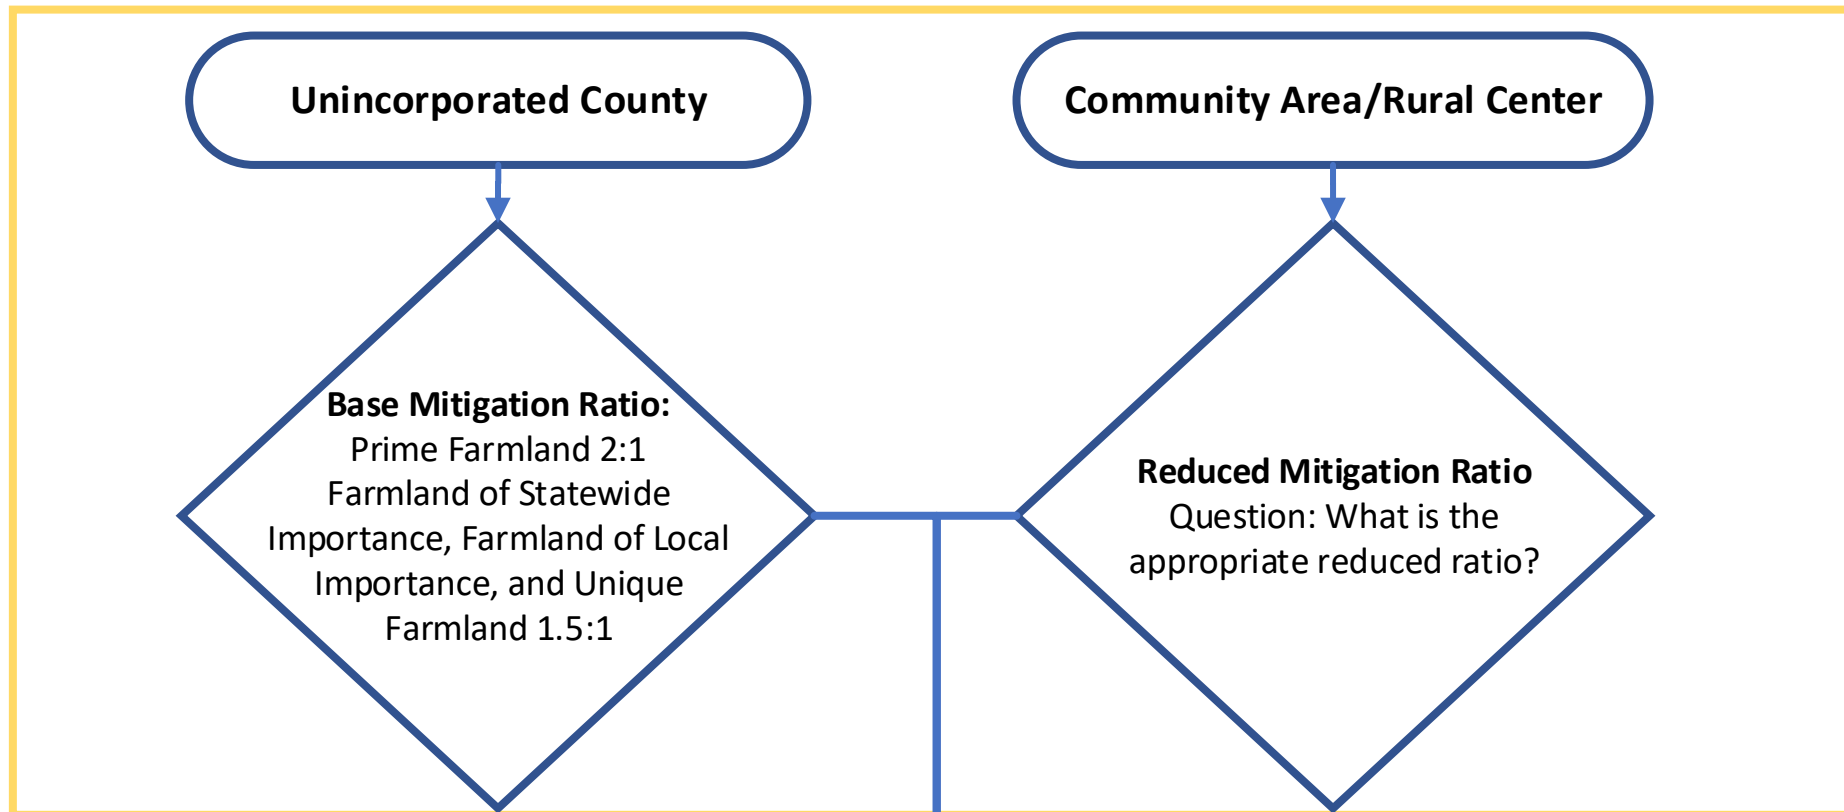 Unincorporated County
Community Area/Rural Center
Base Mitigation Ratio:
Prime Farmland 2:1
Farmland of Statewide
Importance, Farmland of Local
Importance, and Unique
Farmland 1.5:1
Reduced Mitigation Ratio
Question: What is the
appropriate reduced ratio?